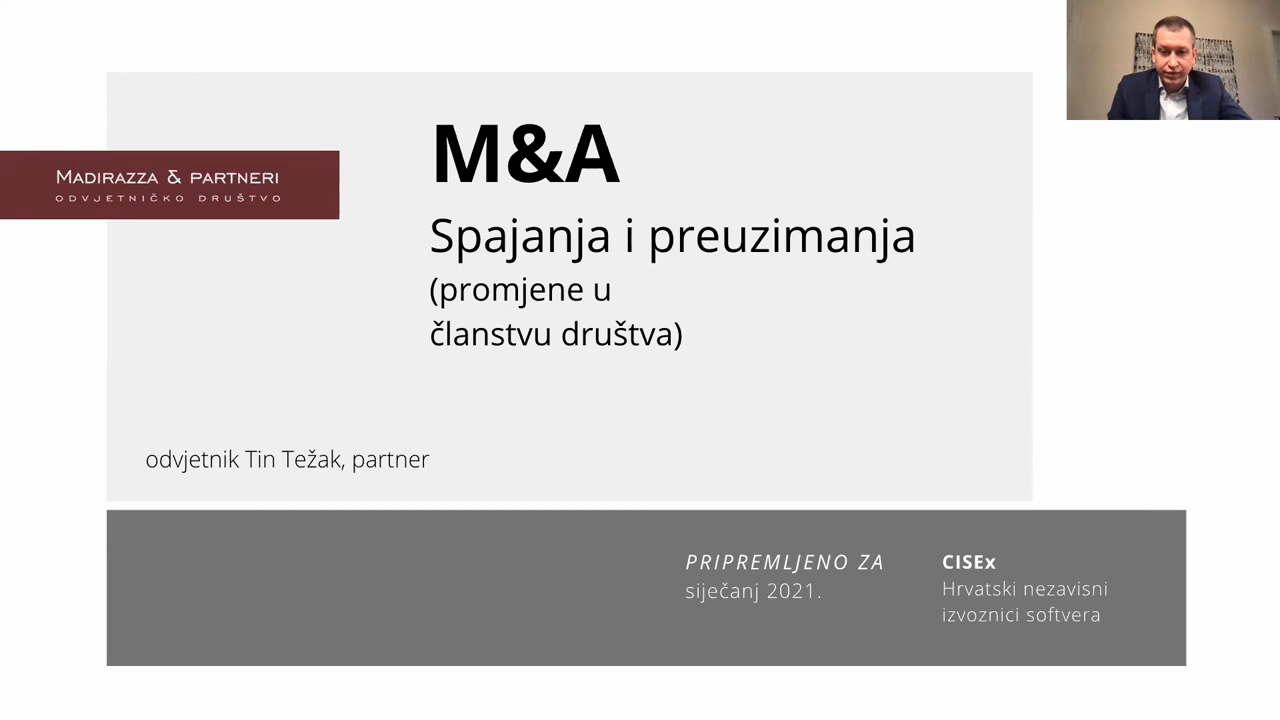 MADIRAZZA & PARTNERI
ODVJETNIČKO DRUŠTVO
M&A
Spajanja i preuzimanja
(promjene u
članstvu društva)
odvjetnik Tin Težak, partner
PRIPREMLJENO ZA
siječanj 2021.
CISEx
Hrvatski nezavisni
izvoznici softvera